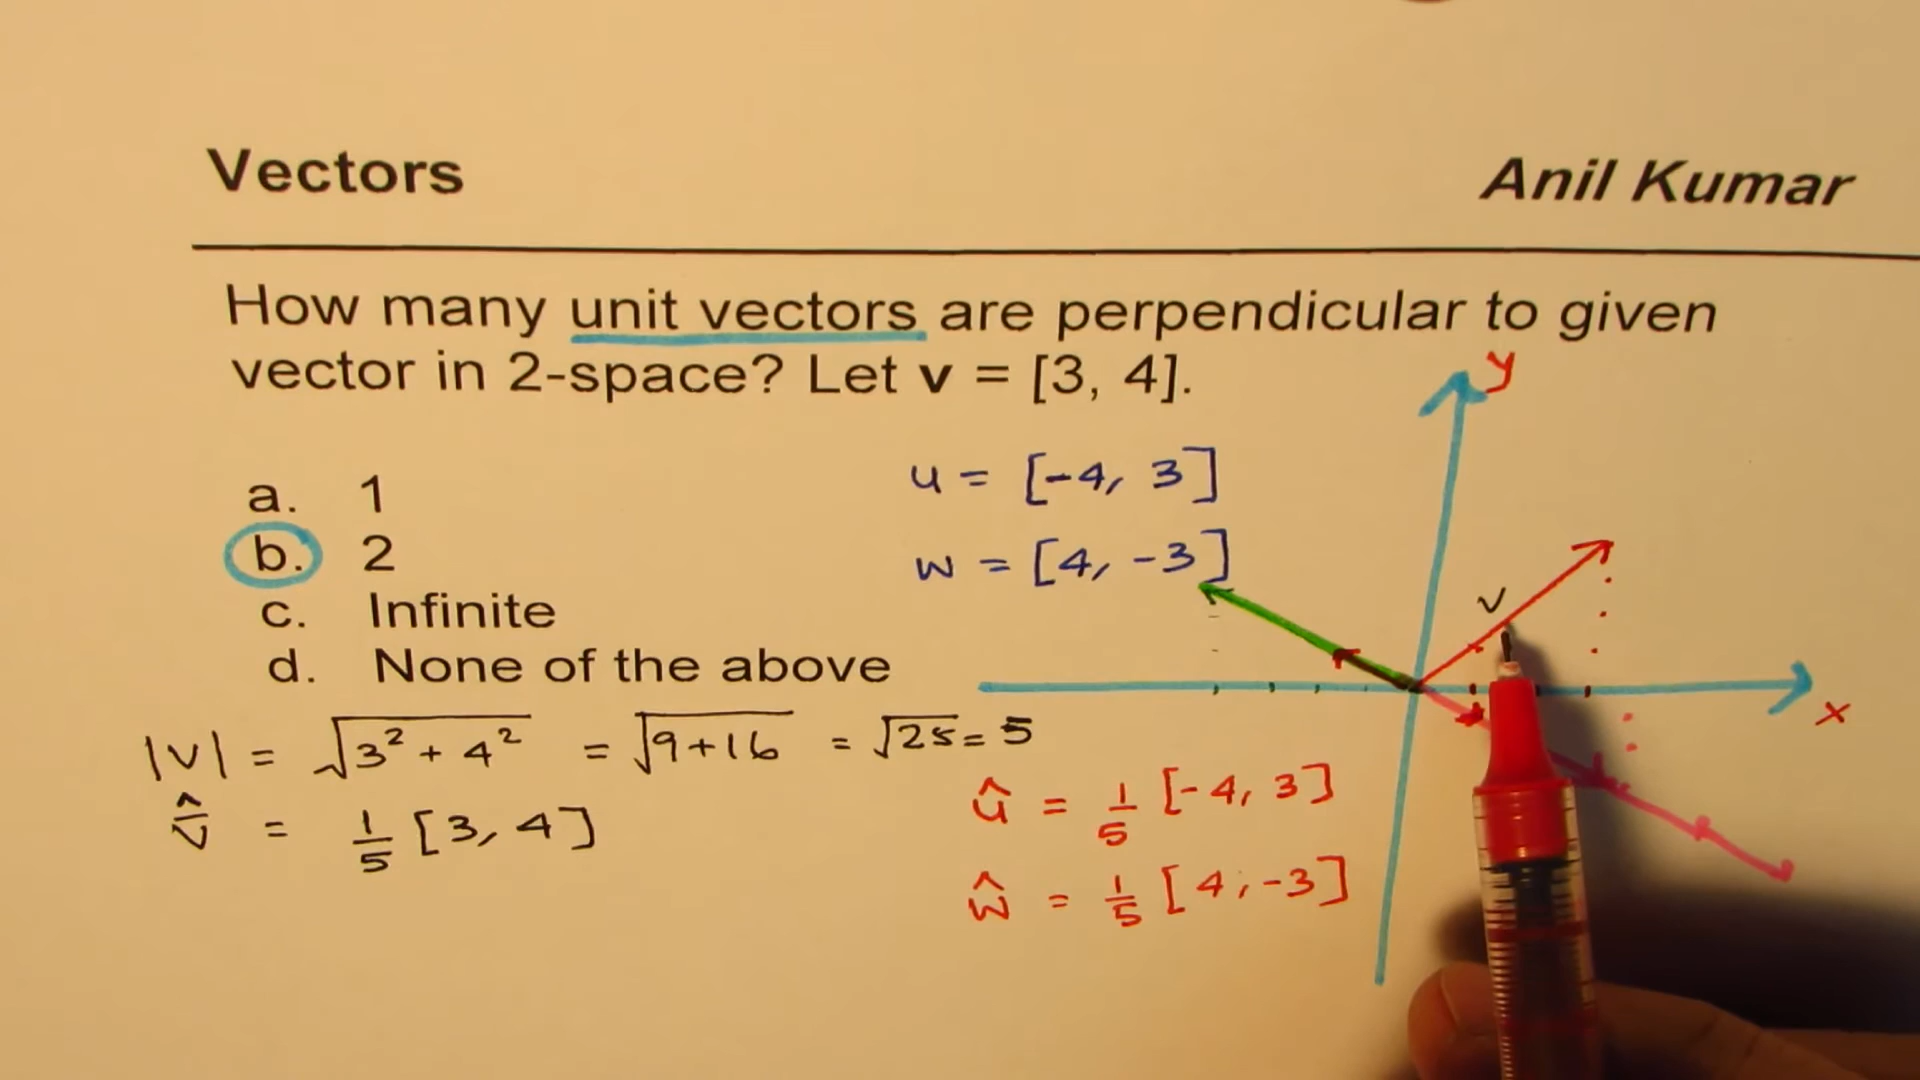 Vectors
Anil Kumar
How many unit vectors are perpendicular to given
vector in 2-space? Let v = [3, 4].
a. 1
b. 2
c. Infinite
d. None of the above
u = [-4, 3]
w = [4, -3]
y
v
x
|v| = √3² + 4² = √9+16 = √25 = 5
v̂ = 1/5 [3, 4]
û = 1/5 [-4, 3]
ŵ = 1/5 [4, -3]